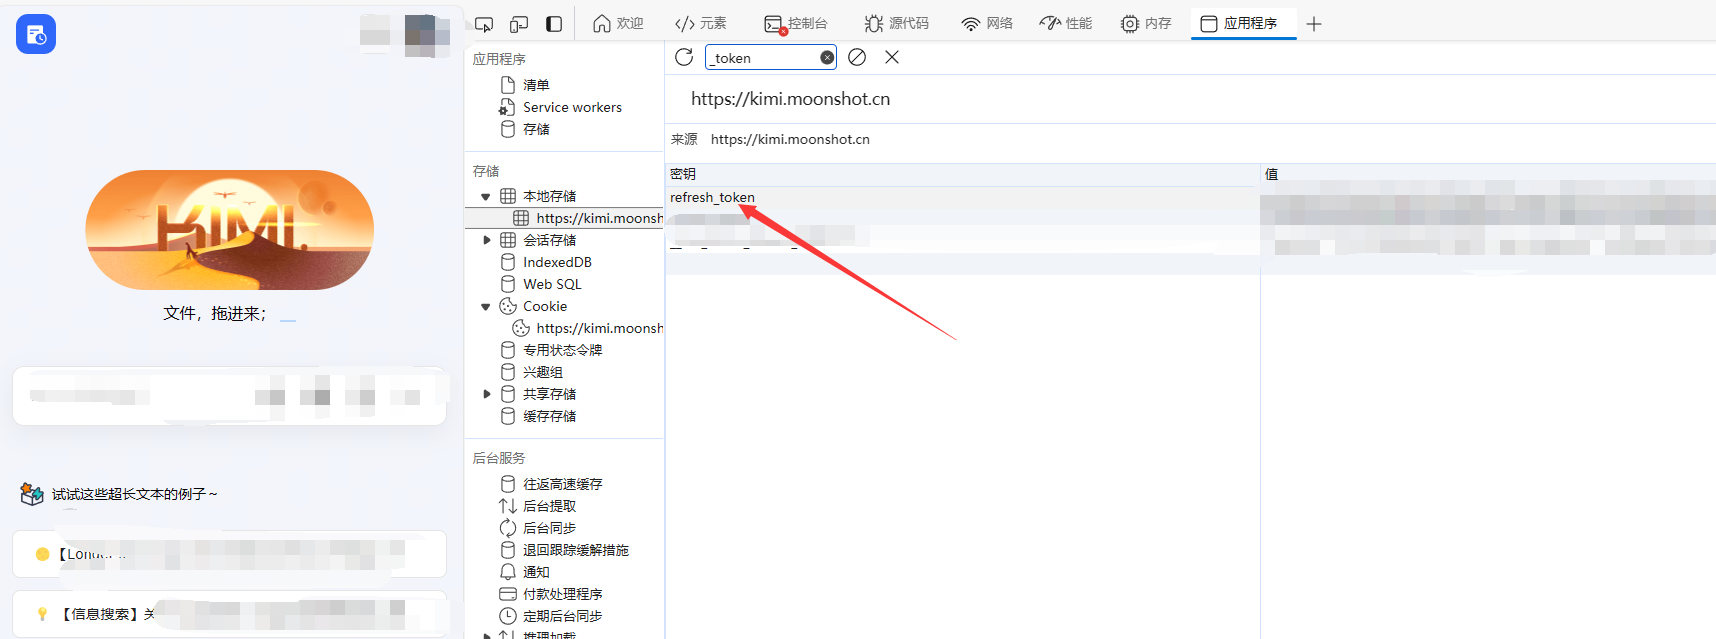 欢迎
元素
控制台
源代码
网络
性能
内存
应用程序
应用程序
清单
Service workers
存储
存储
本地存储
https://kimi.moonsh
会话存储
IndexedDB
Web SQL
Cookie
https://kimi.moonsh
专用状态令牌
兴趣组
共享存储
缓存存储
后台服务
往返高速缓存
后台提取
后台同步
退回跟踪缓解措施
通知
付款处理程序
定期后台同步
推理加载
_token
https://kimi.moonshot.cn
来源 https://kimi.moonshot.cn
密钥 值
refresh_token
KIMI
文件，拖进来；
试试这些超长文本的例子～
【Long
【信息搜索】关